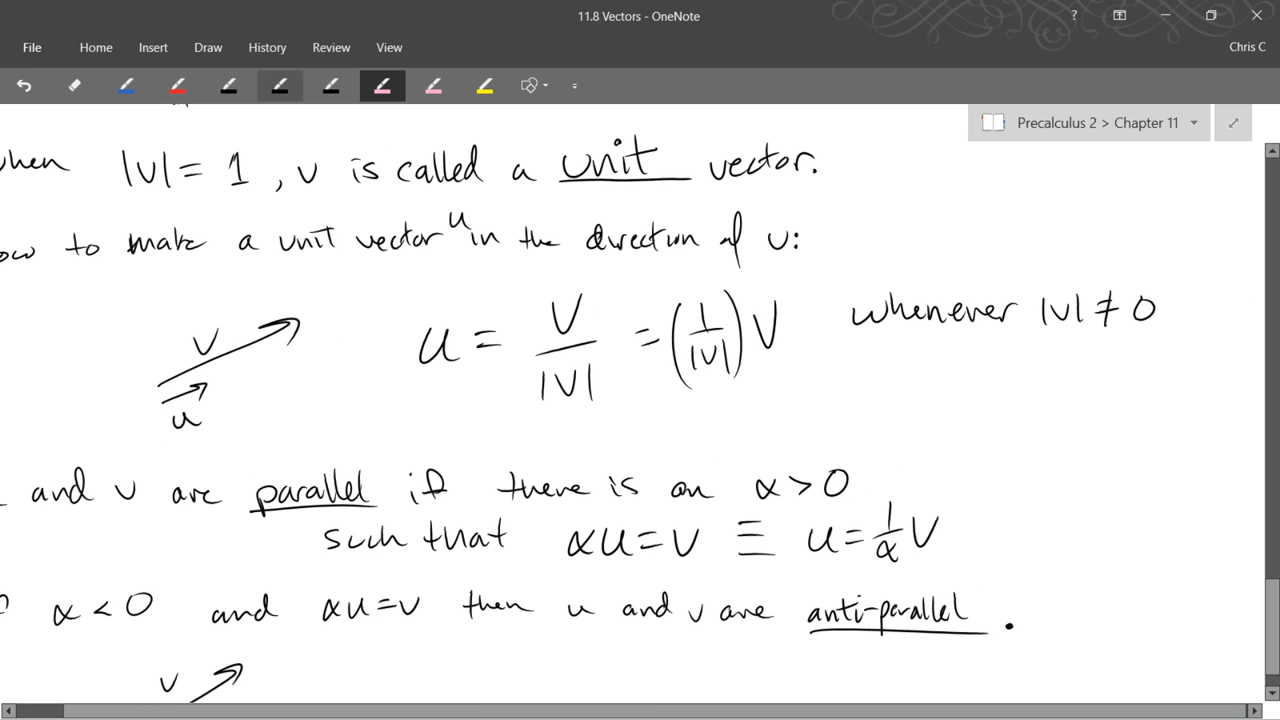 11.8 Vectors - OneNote
?
File Home Insert Draw History Review View
Chris C
Precalculus 2 > Chapter 11
when |v| = 1, v is called a unit vector.
to make a unit vector u in the direction of v:
v
u
u = v/|v| = (1/|v|) v whenever |v| ≠ 0
and v are parallel if there is an α > 0
such that αu = v ≡ u = 1/α v
α < 0 and αu = v then u and v are anti-parallel.
v